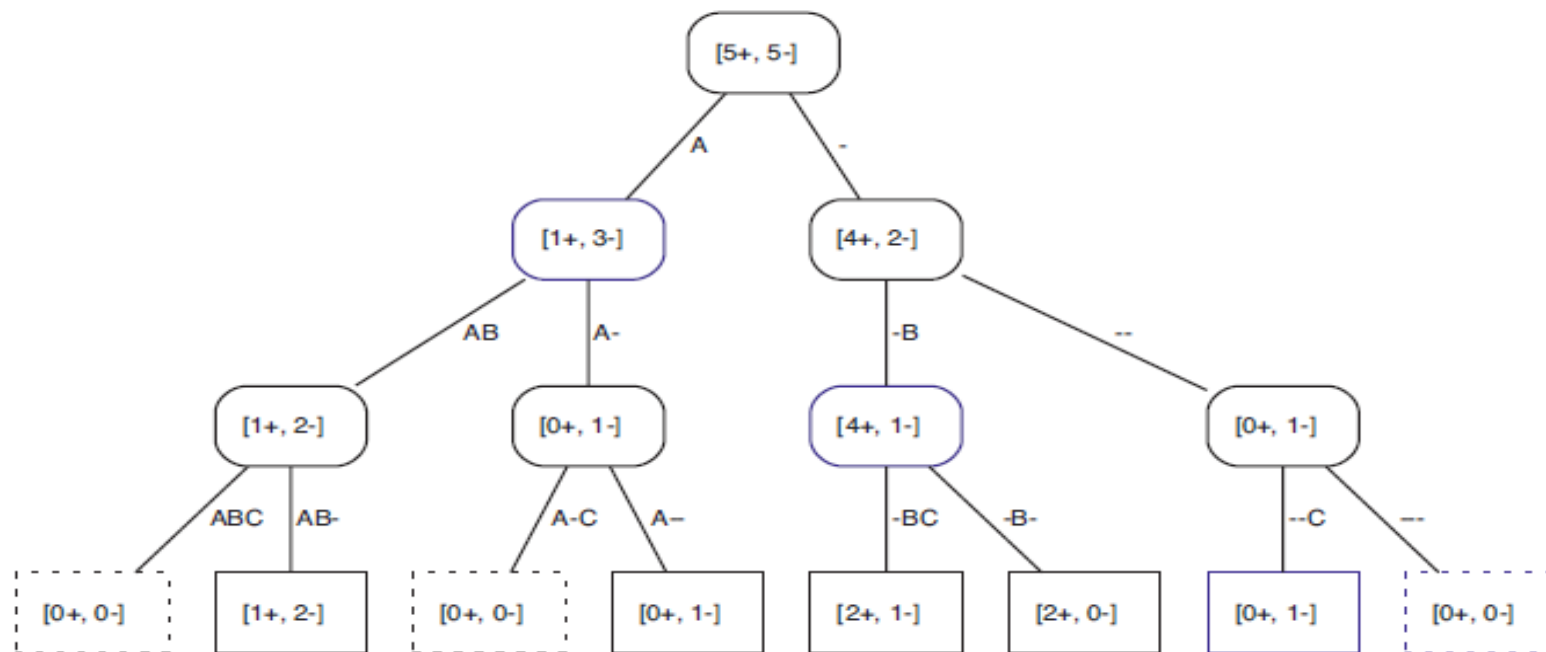 [5+, 5-]
A -
[1+, 3-] [4+, 2-]
AB A- -B --
[1+, 2-] [0+, 1-] [4+, 1-] [0+, 1-]
ABC AB- A-C A-- -BC -B- --C ---
[0+, 0-] [1+, 2-] [0+, 0-] [0+, 1-] [2+, 1-] [2+, 0-] [0+, 1-] [0+, 0-]